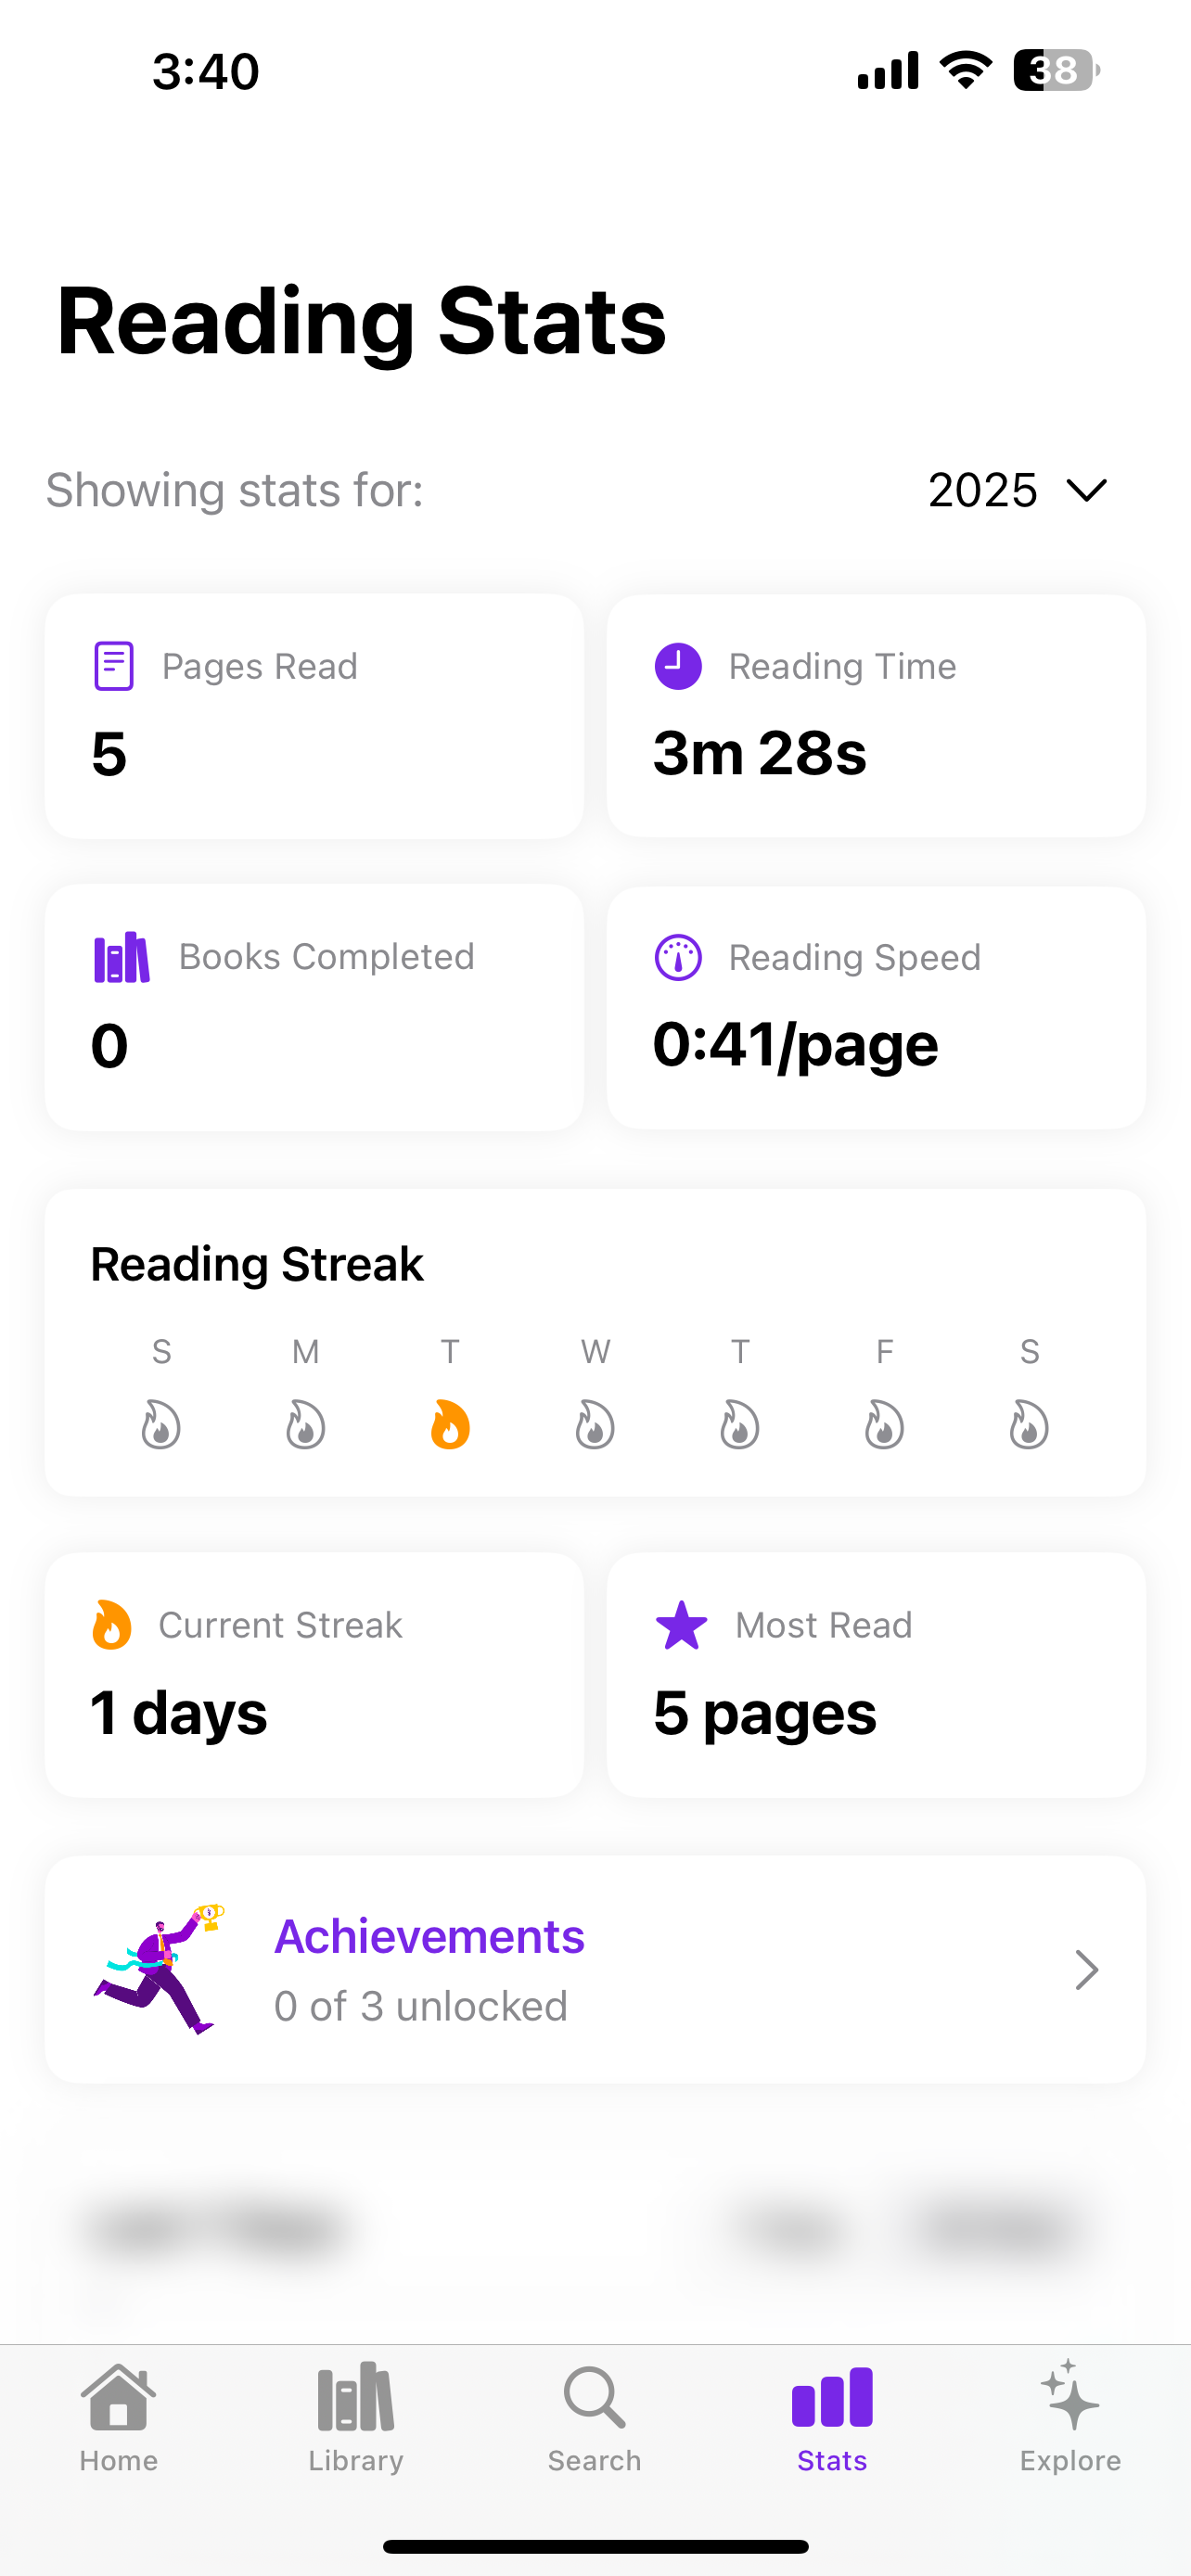 3:40
38
Reading Stats
Showing stats for:
2025
Pages Read
5
Reading Time
3m 28s
Books Completed
0
Reading Speed
0:41/page
Reading Streak
S M T W T F S
Current Streak
1 days
Most Read
5 pages
Achievements
0 of 3 unlocked
Home
Library
Search
Stats
Explore